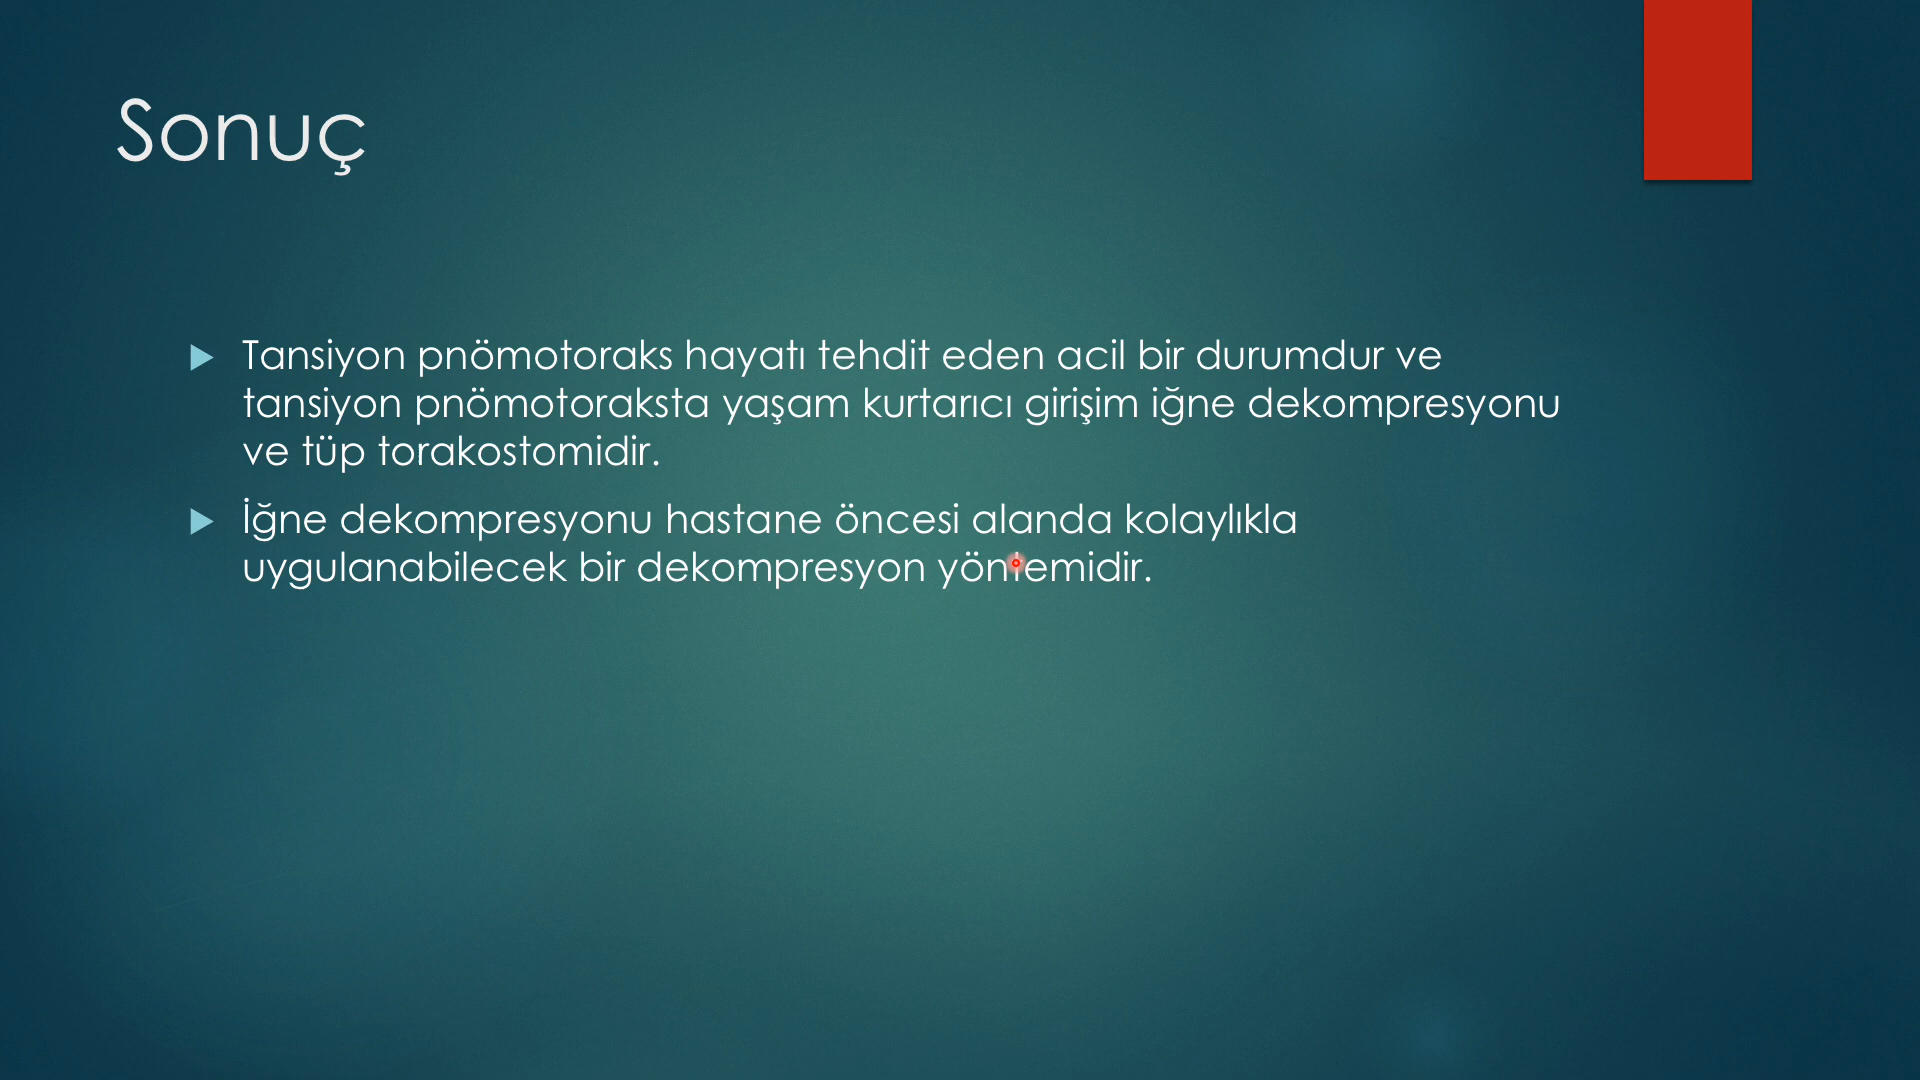 Sonuç
Tansiyon pnömotoraks hayatı tehdit eden acil bir durumdur ve
tansiyon pnömotoraksta yaşam kurtarıcı girişim iğne dekompresyonu
ve tüp torakostomidir.
İğne dekompresyonu hastane öncesi alanda kolaylıkla
uygulanabilecek bir dekompresyon yöntemidir.